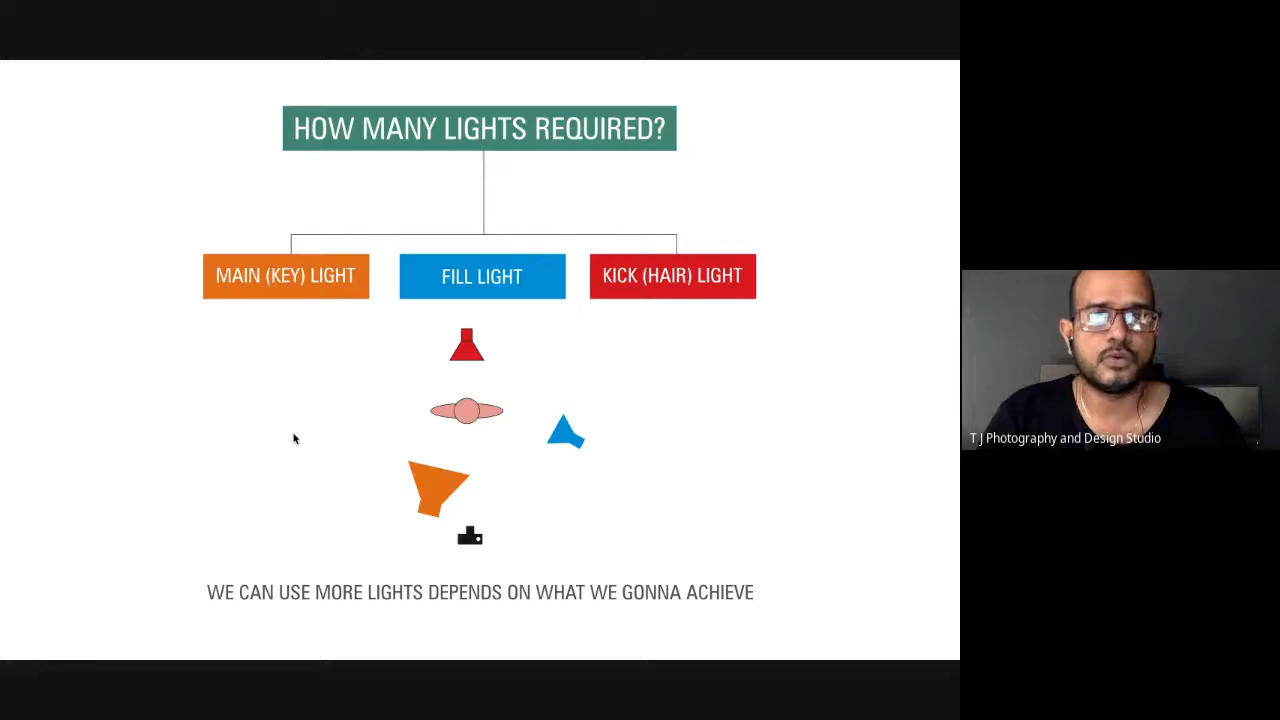 HOW MANY LIGHTS REQUIRED?
MAIN (KEY) LIGHT
FILL LIGHT
KICK (HAIR) LIGHT
WE CAN USE MORE LIGHTS DEPENDS ON WHAT WE GONNA ACHIEVE
T J Photography and Design Studio